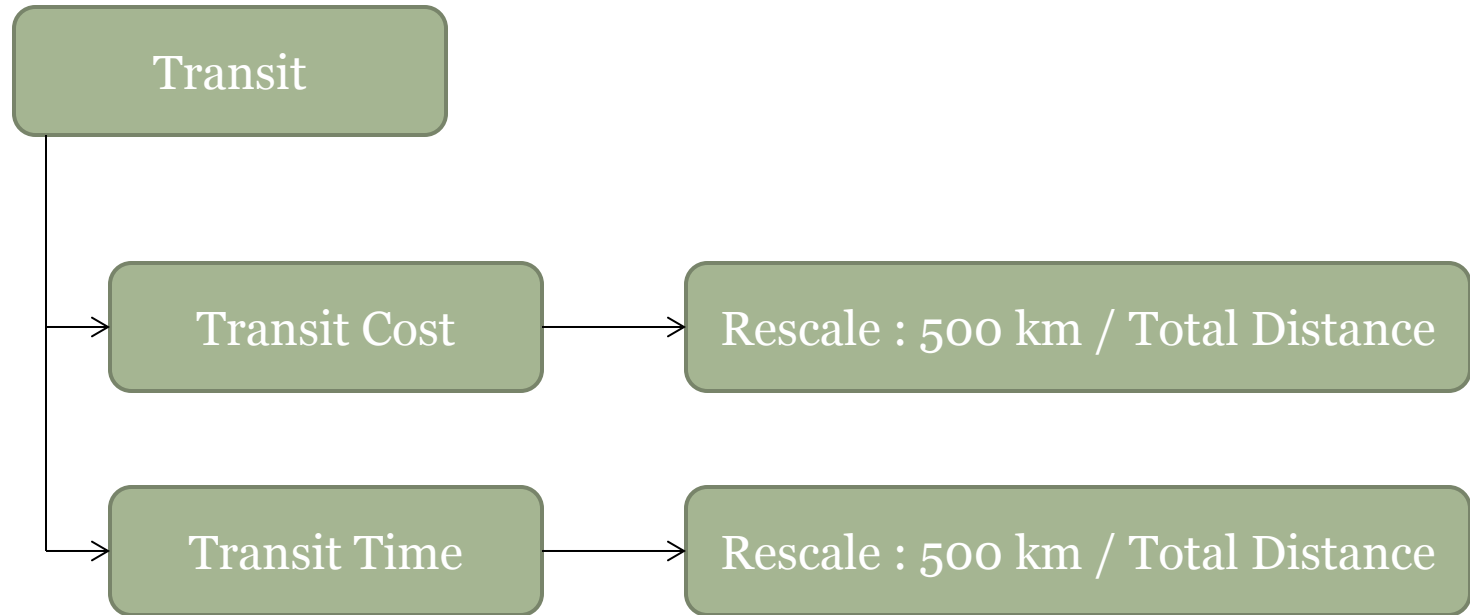 Transit
Transit Cost
Rescale : 500 km / Total Distance
Transit Time
Rescale : 500 km / Total Distance